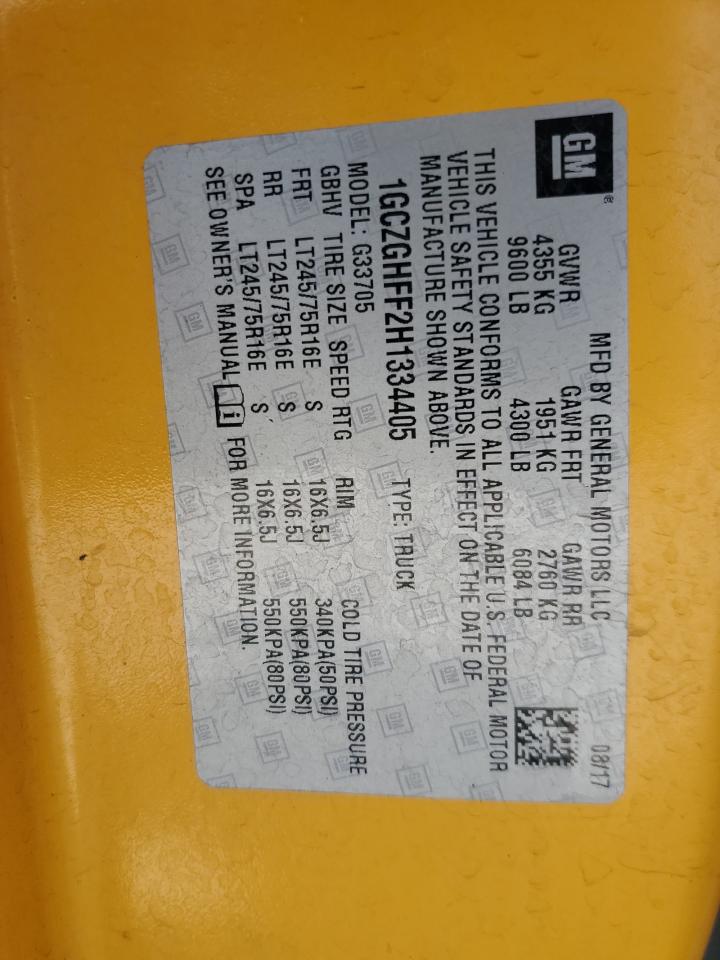 GM®
MFD BY GENERAL MOTORS LLC 08/17
GVWR GAWR FRT GAWR RR
4355 KG 1951 KG 2760 KG
9600 LB 4300 LB 6084 LB
THIS VEHICLE CONFORMS TO ALL APPLICABLE U.S. FEDERAL MOTOR
VEHICLE SAFETY STANDARDS IN EFFECT ON THE DATE OF
MANUFACTURE SHOWN ABOVE.
1GCZGHFF2H1334405 TYPE: TRUCK
MODEL: G33705
GBHV TIRE SIZE SPEED RTG RIM COLD TIRE PRESSURE
FRT LT245/75R16E S 16X6.5J 340KPA(50PSI)
RR LT245/75R16E S 16X6.5J 550KPA(80PSI)
SPA LT245/75R16E S 16X6.5J 550KPA(80PSI)
SEE OWNER'S MANUAL i FOR MORE INFORMATION.